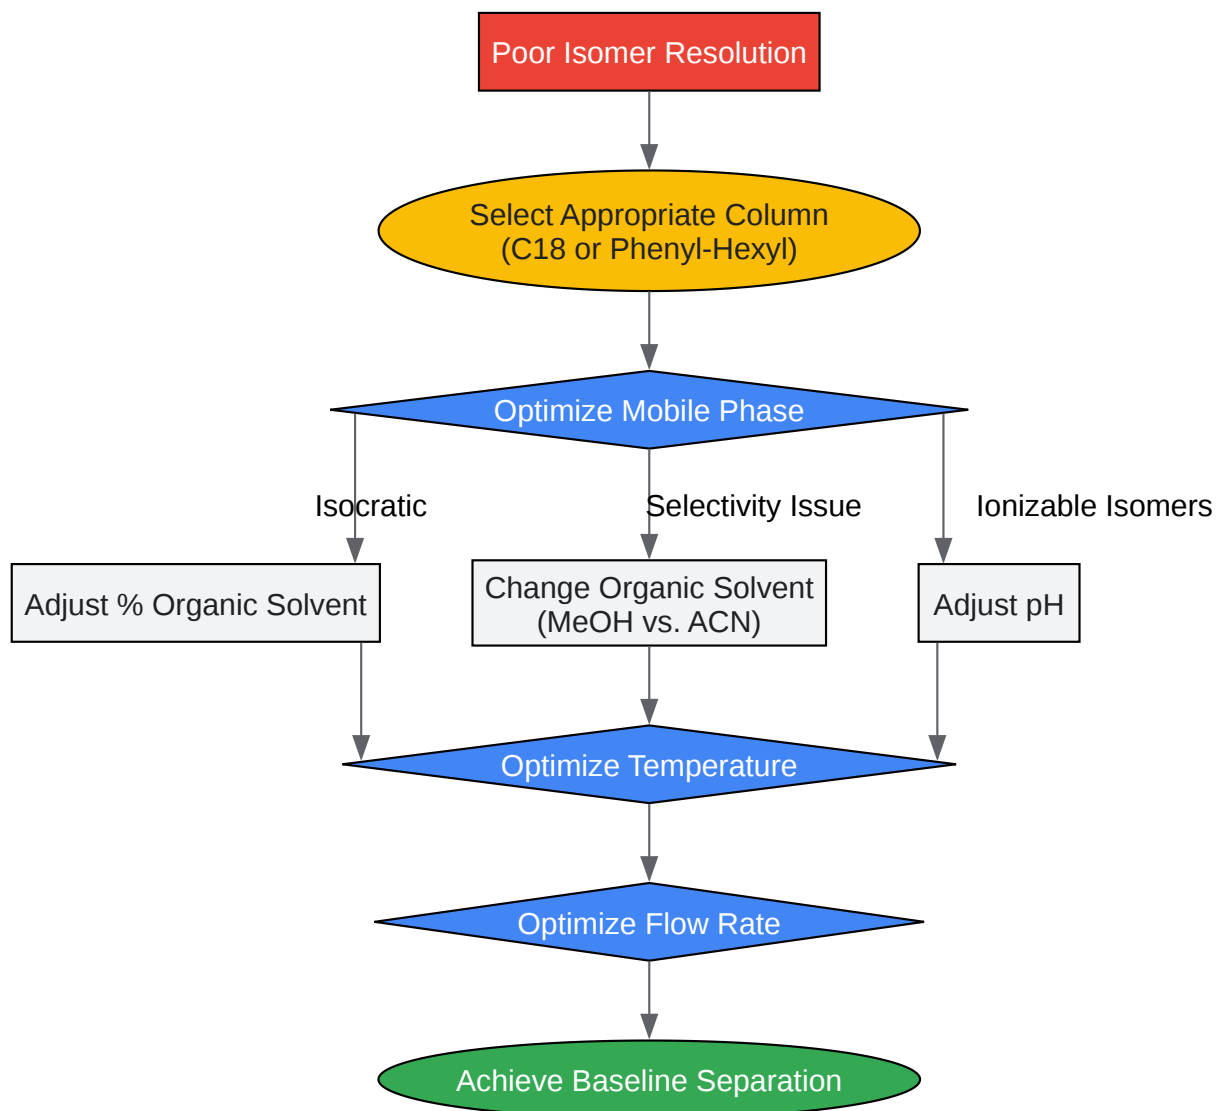 Poor Isomer Resolution
Select Appropriate Column
(C18 or Phenyl-Hexyl)
Optimize Mobile Phase
Isocratic
Selectivity Issue
Ionizable Isomers
Adjust % Organic Solvent
Change Organic Solvent
(MeOH vs. ACN)
Adjust pH
Optimize Temperature
Optimize Flow Rate
Achieve Baseline Separation